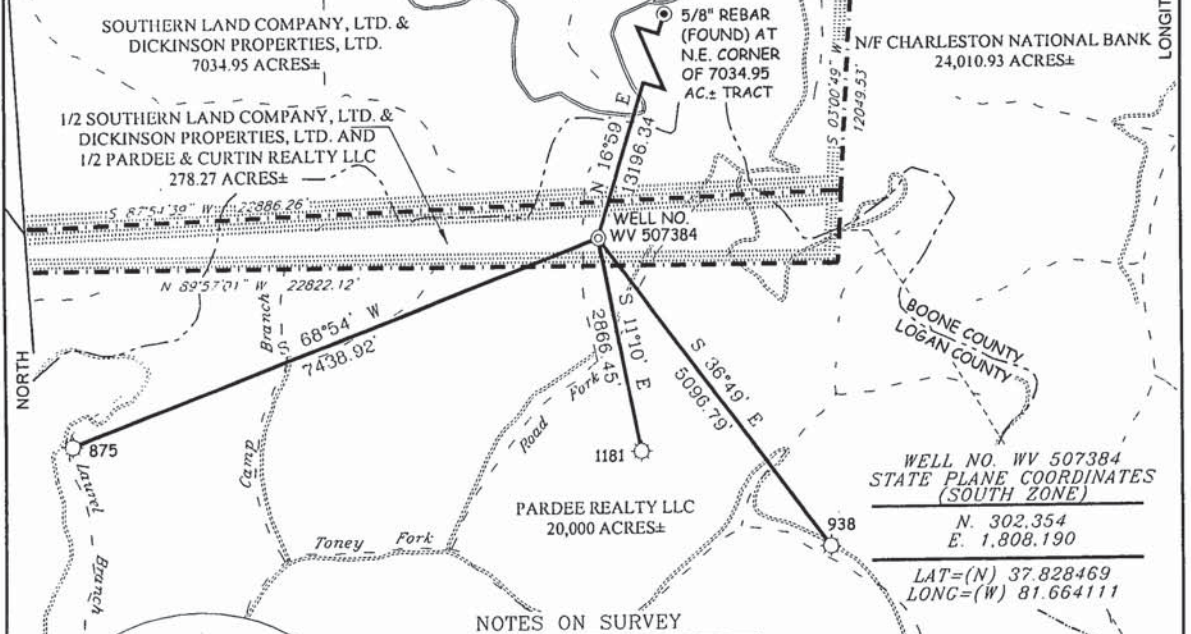 SOUTHERN LAND COMPANY, LTD. &
DICKINSON PROPERTIES, LTD.
7034.95 ACRES±
5/8" REBAR
(FOUND) AT
N.E. CORNER
OF 7034.95
AC.± TRACT
N/F CHARLESTON NATIONAL BANK
24,010.93 ACRES±
LONGIT
S 03°00'49" W
12049.53'
1/2 SOUTHERN LAND COMPANY, LTD. &
DICKINSON PROPERTIES, LTD. AND
1/2 PARDEE & CURTIN REALTY LLC
278.27 ACRES±
N 16°59' E
13196.34'
S 87°54'39" W 22886.26'
WELL NO.
WV 507384
N 89°57'01" W 22822.12'
NORTH
S 68°54' W
7438.92'
S 11°10' E
2866.45'
S 36°49' E
5096.79'
BOONE COUNTY
LOGAN COUNTY
Branch
Camp
Road Fork
875
1181
938
Laurel Branch
Toney Fork
PARDEE REALTY LLC
20,000 ACRES±
WELL NO. WV 507384
STATE PLANE COORDINATES
(SOUTH ZONE)
N. 302,354
E. 1,808,190
LAT=(N) 37.828469
LONG=(W) 81.664111
NOTES ON SURVEY